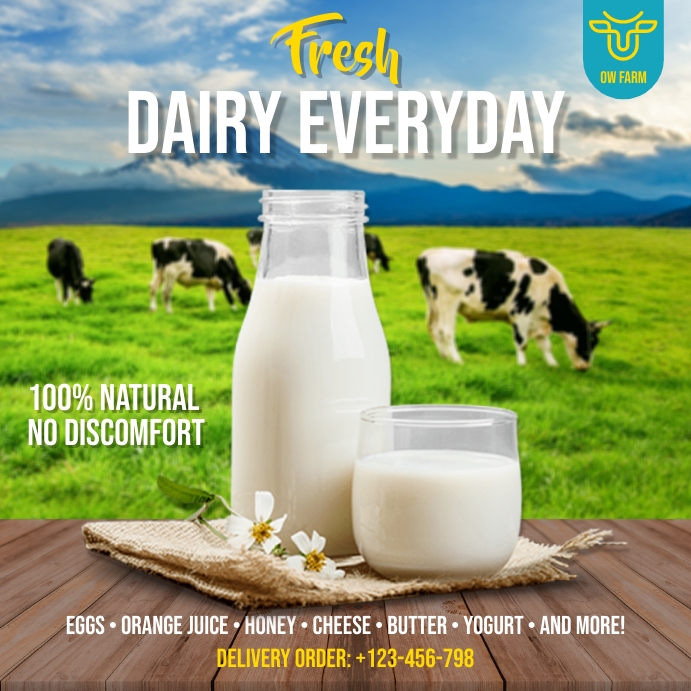 Fresh
DAIRY EVERYDAY
OW FARM
100% NATURAL
NO DISCOMFORT
EGGS • ORANGE JUICE • HONEY • CHEESE • BUTTER • YOGURT • AND MORE!
DELIVERY ORDER: +123-456-798